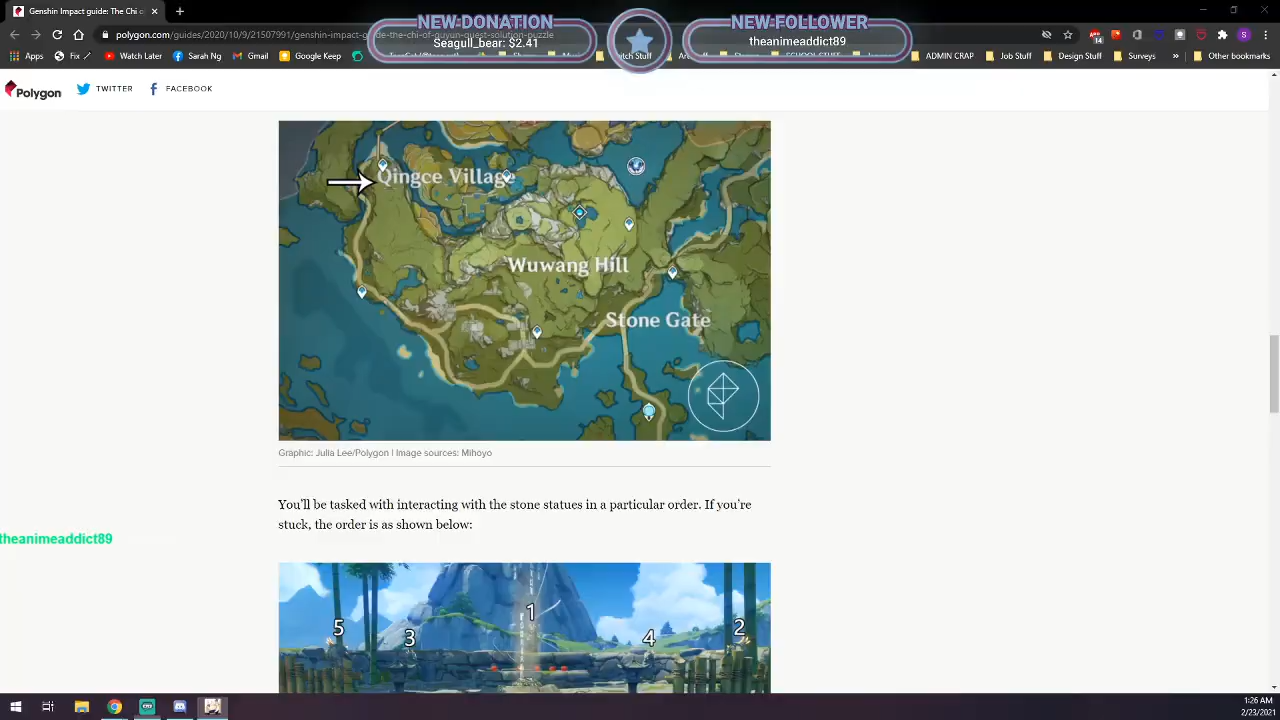 Genshin Impact guide: The Chi o
NEW DONATION
Seagull_bear: $2.41
NEW FOLLOWER
theanimeaddict89
polygon.com/guides/2020/10/9/21507991/genshin-impact-g de-the-chi-of-guyun-quest-solution-puzzle
14
S
Apps
Five
Watch Later
Sarah Ng
Gmail
Google Keep
ADMIN CRAP
Job Stuff
Design Stuff
Surveys
»
Other bookmarks
Polygon
TWITTER
FACEBOOK
Qingce Village
Wuwang Hill
Stone Gate
Graphic: Julia Lee/Polygon | Image sources: Mihoyo
You'll be tasked with interacting with the stone statues in a particular order. If you're
stuck, the order is as shown below:
theanimeaddict89
5 3 1 4 2
1:26 AM
2/23/2021